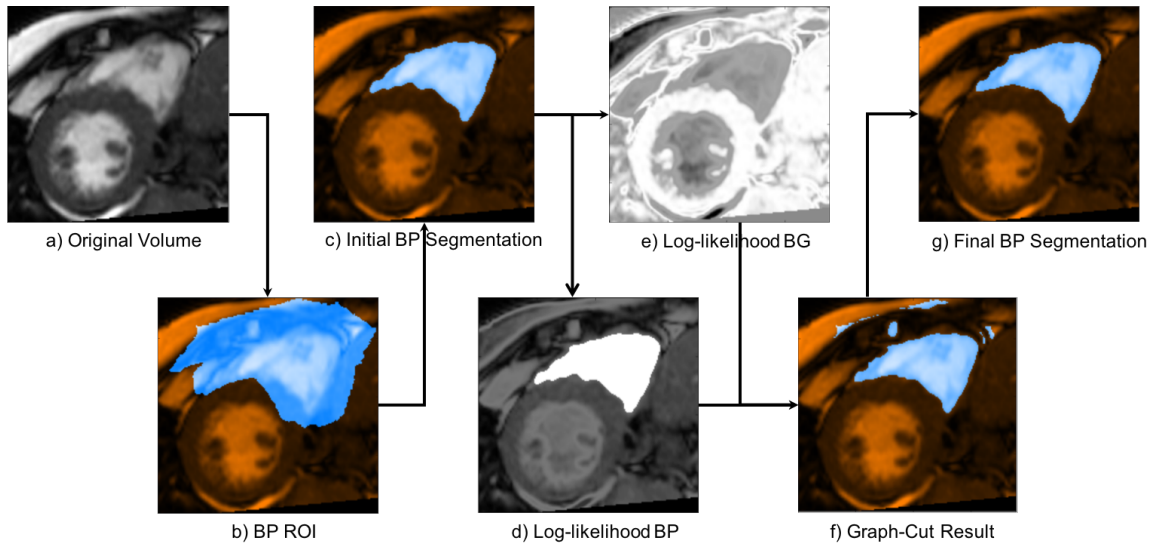 a) Original Volume
c) Initial BP Segmentation
e) Log-likelihood BG
g) Final BP Segmentation
b) BP ROI
d) Log-likelihood BP
f) Graph-Cut Result